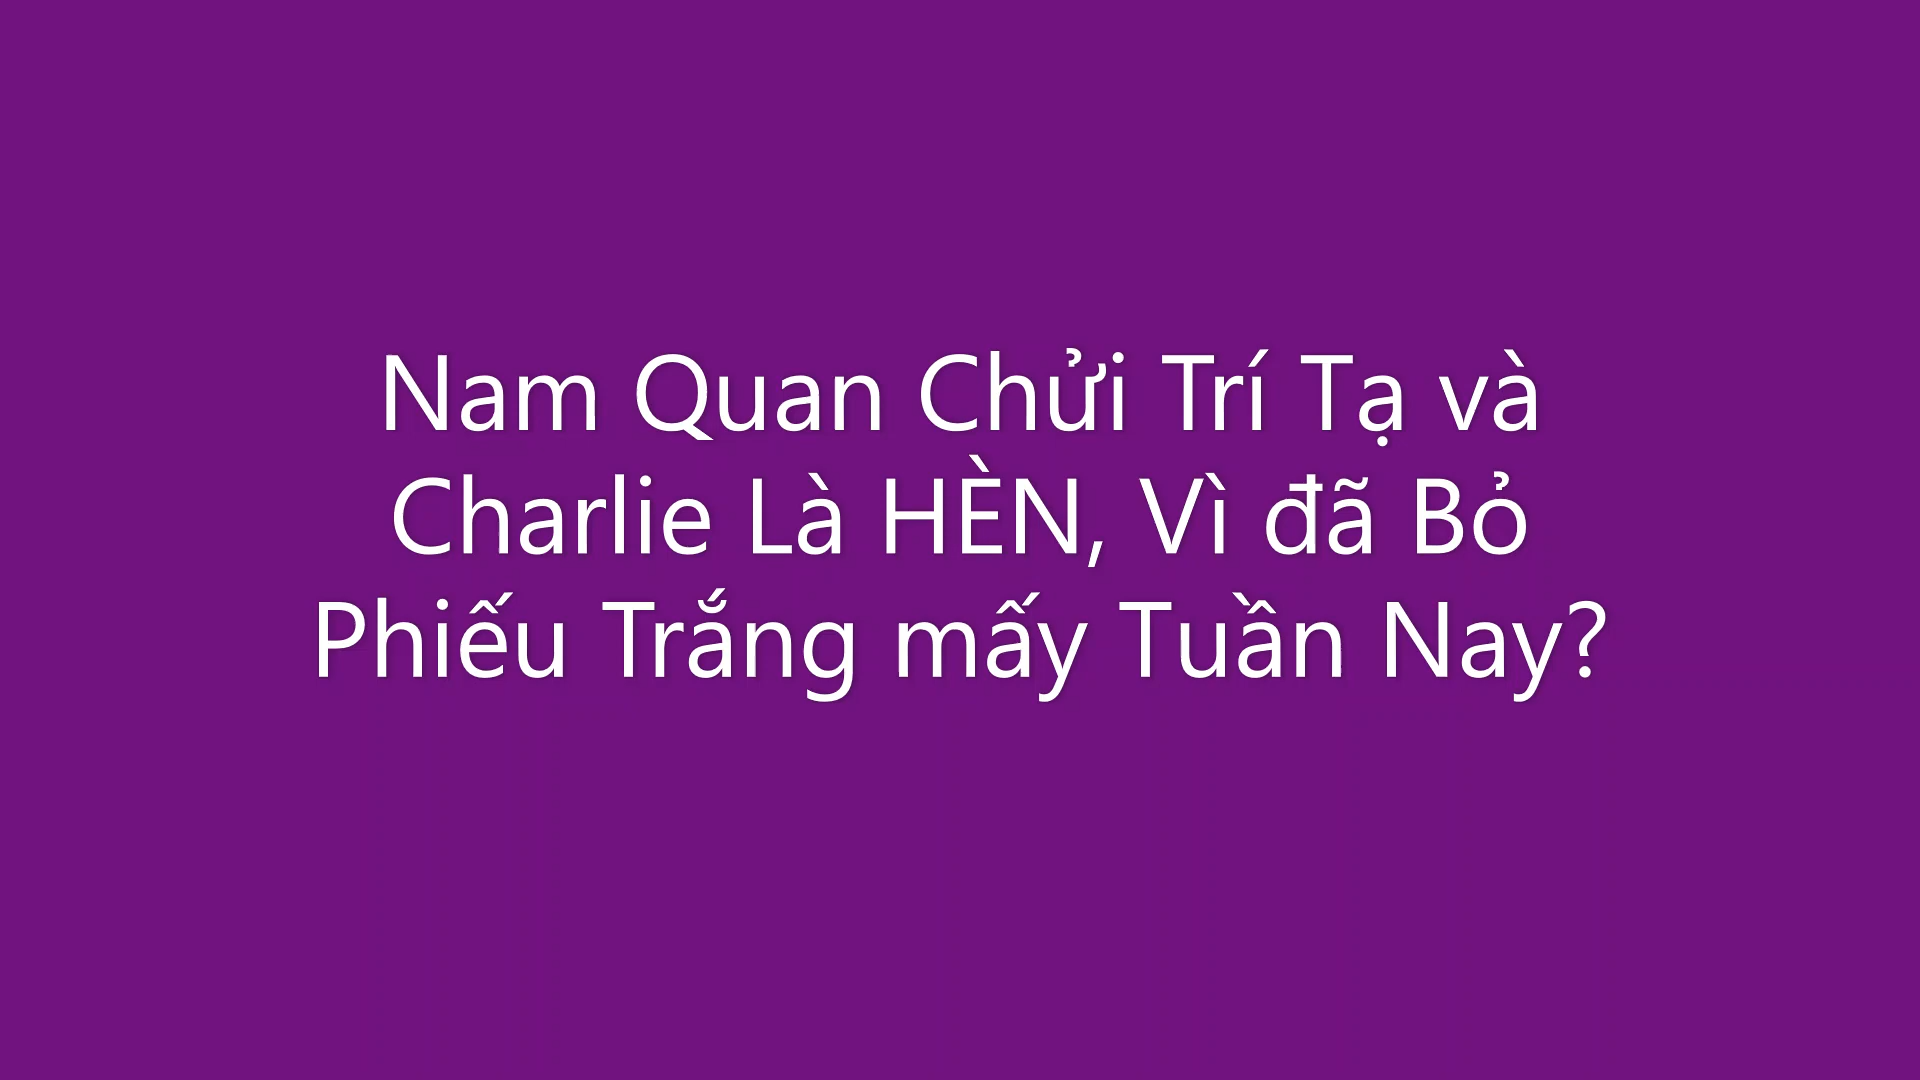 Nam Quan Chửi Trí Tạ và
Charlie Là HÈN, Vì đã Bỏ
Phiếu Trắng mấy Tuần Nay?